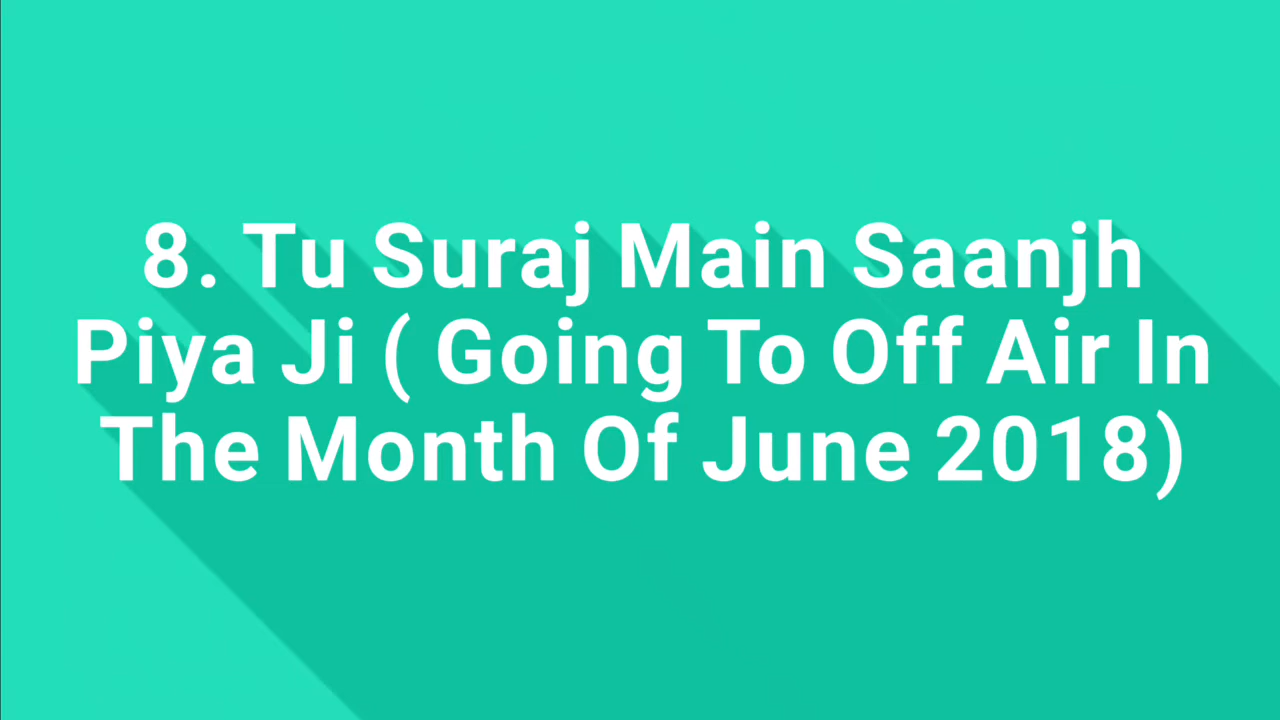 8. Tu Suraj Main Saanjh
Piya Ji ( Going To Off Air In
The Month Of June 2018)